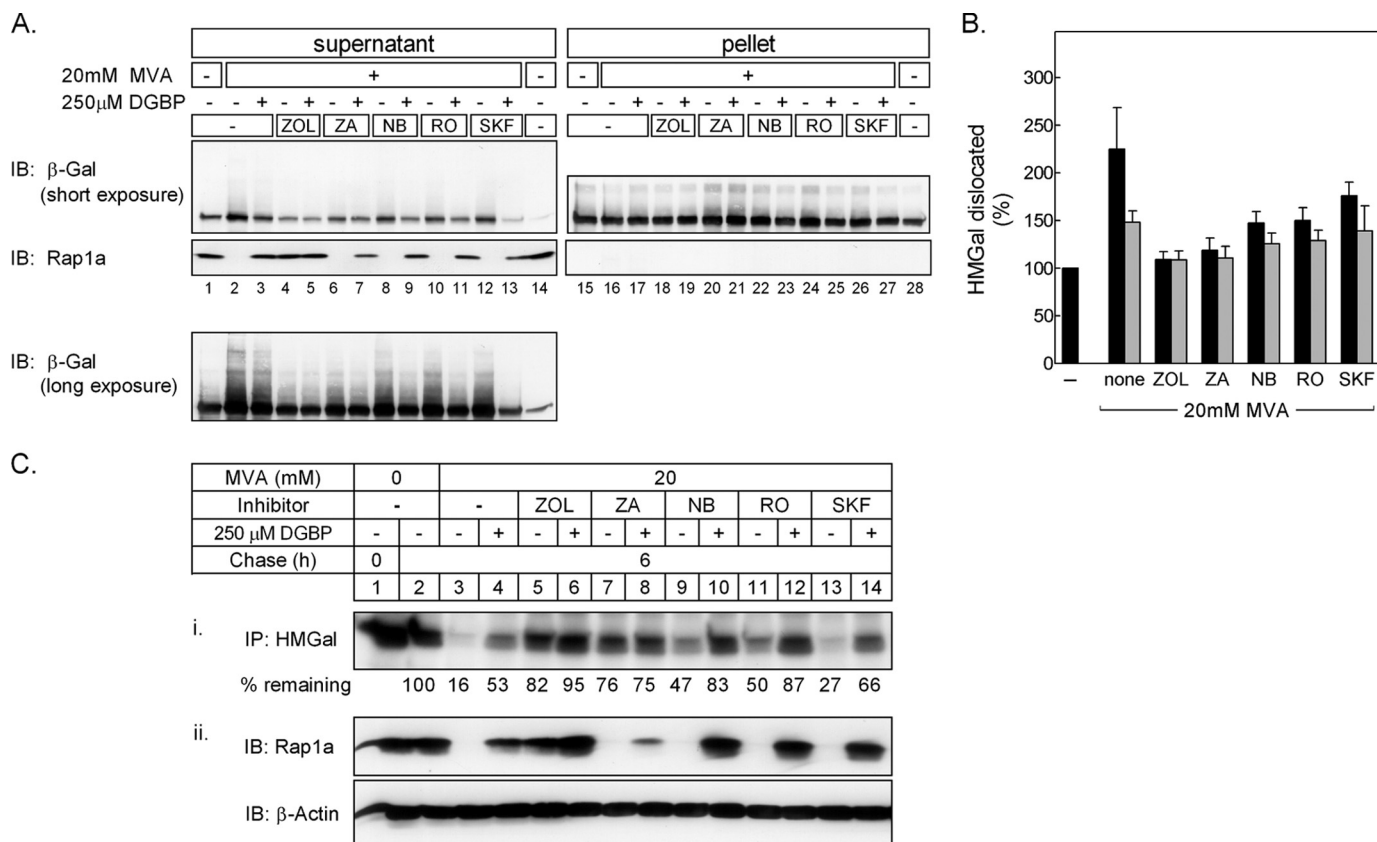 A.
supernatant pellet
20mM MVA - + - - + -
250μM DGBP - - + - + - + - + - + - + - - - + - + - + - + - + - + -
- ZOL ZA NB RO SKF - - ZOL ZA NB RO SKF -
IB: β-Gal
(short exposure)
IB: Rap1a
1 2 3 4 5 6 7 8 9 10 11 12 13 14 15 16 17 18 19 20 21 22 23 24 25 26 27 28
IB: β-Gal
(long exposure)
B.
HMGal dislocated
(%)
300
250
200
150
100
50
0
– none ZOL ZA NB RO SKF
20mM MVA
C.
MVA (mM) 0 20
Inhibitor - - ZOL ZA NB RO SKF
250 μM DGBP - - - + - + - + - + - + - +
Chase (h) 0 6
1 2 3 4 5 6 7 8 9 10 11 12 13 14
i. IP: HMGal
% remaining 100 16 53 82 95 76 75 47 83 50 87 27 66
ii. IB: Rap1a
IB: β-Actin